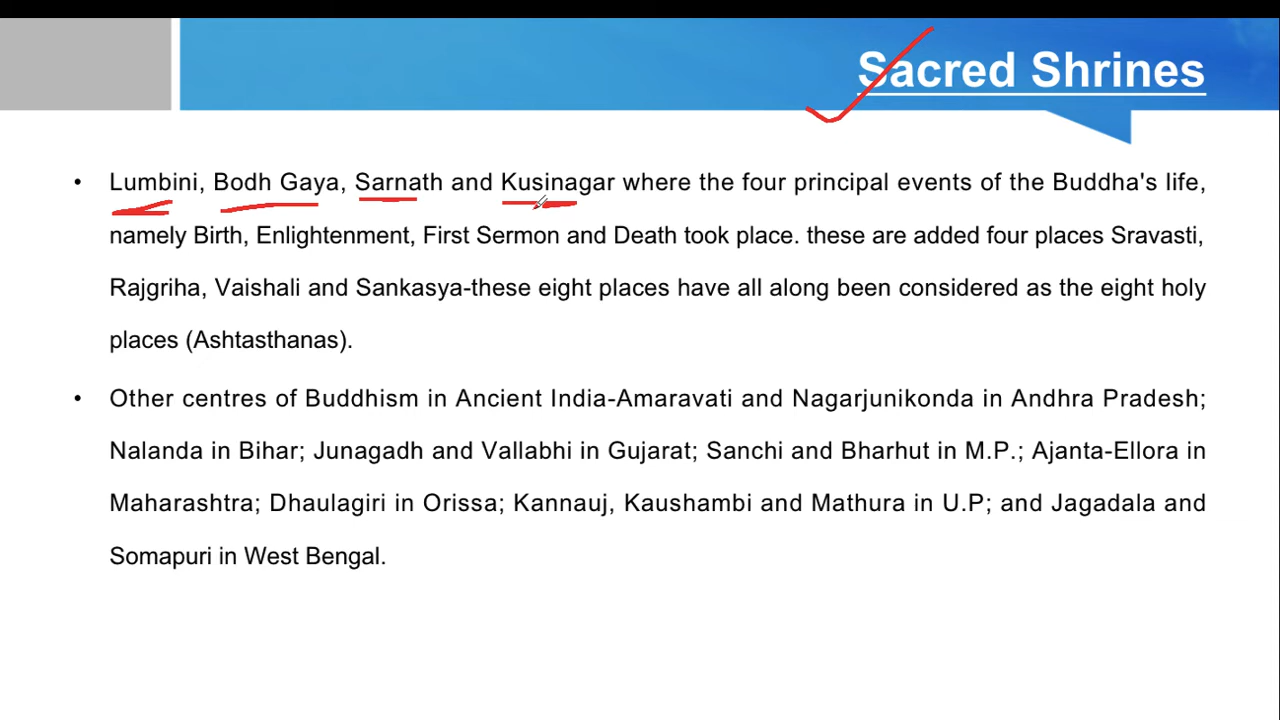 Sacred Shrines
• Lumbini, Bodh Gaya, Sarnath and Kusinagar where the four principal events of the Buddha's life,
namely Birth, Enlightenment, First Sermon and Death took place. these are added four places Sravasti,
Rajgriha, Vaishali and Sankasya-these eight places have all along been considered as the eight holy
places (Ashtasthanas).
• Other centres of Buddhism in Ancient India-Amaravati and Nagarjunikonda in Andhra Pradesh;
Nalanda in Bihar; Junagadh and Vallabhi in Gujarat; Sanchi and Bharhut in M.P.; Ajanta-Ellora in
Maharashtra; Dhaulagiri in Orissa; Kannauj, Kaushambi and Mathura in U.P; and Jagadala and
Somapuri in West Bengal.